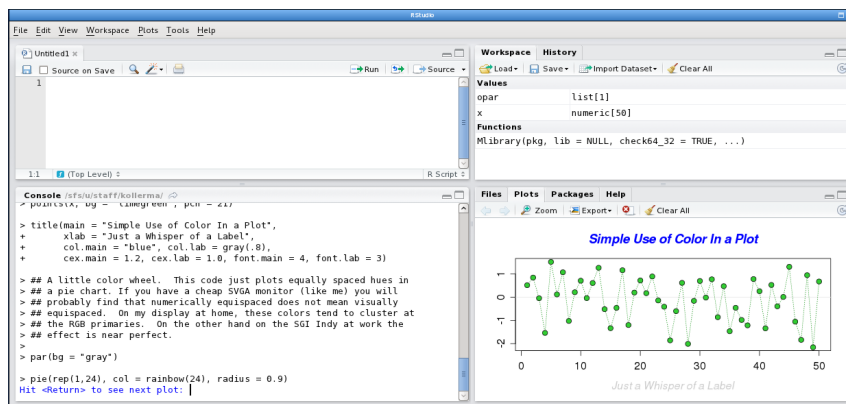 RStudio
File Edit View Workspace Plots Tools Help
Untitled1
Source on Save
Run
Source
1
1:1 (Top Level) R Script
Workspace History
Load Save Import Dataset Clear All
Values
opar list[1]
x numeric[50]
Functions
Mlibrary(pkg, lib = NULL, check64_32 = TRUE, ...)
Console /sfs/u/staff/kollerma/
> points(x, bg = "limegreen", pch = 21)
> title(main = "Simple Use of Color In a Plot",
+ xlab = "Just a Whisper of a Label",
+ col.main = "blue", col.lab = gray(.8),
+ cex.main = 1.2, cex.lab = 1.0, font.main = 4, font.lab = 3)
> ## A little color wheel. This code just plots equally spaced hues in
> ## a pie chart. If you have a cheap SVGA monitor (like me) you will
> ## probably find that numerically equispaced does not mean visually
> ## equispaced. On my display at home, these colors tend to cluster at
> ## the RGB primaries. On the other hand on the SGI Indy at work the
> ## effect is near perfect.
>
> par(bg = "gray")
> pie(rep(1,24), col = rainbow(24), radius = 0.9)
Hit <Return> to see next plot:
Files Plots Packages Help
Zoom Export Clear All
Simple Use of Color In a Plot
1
0
-1
-2
0 10 20 30 40 50
Just a Whisper of a Label